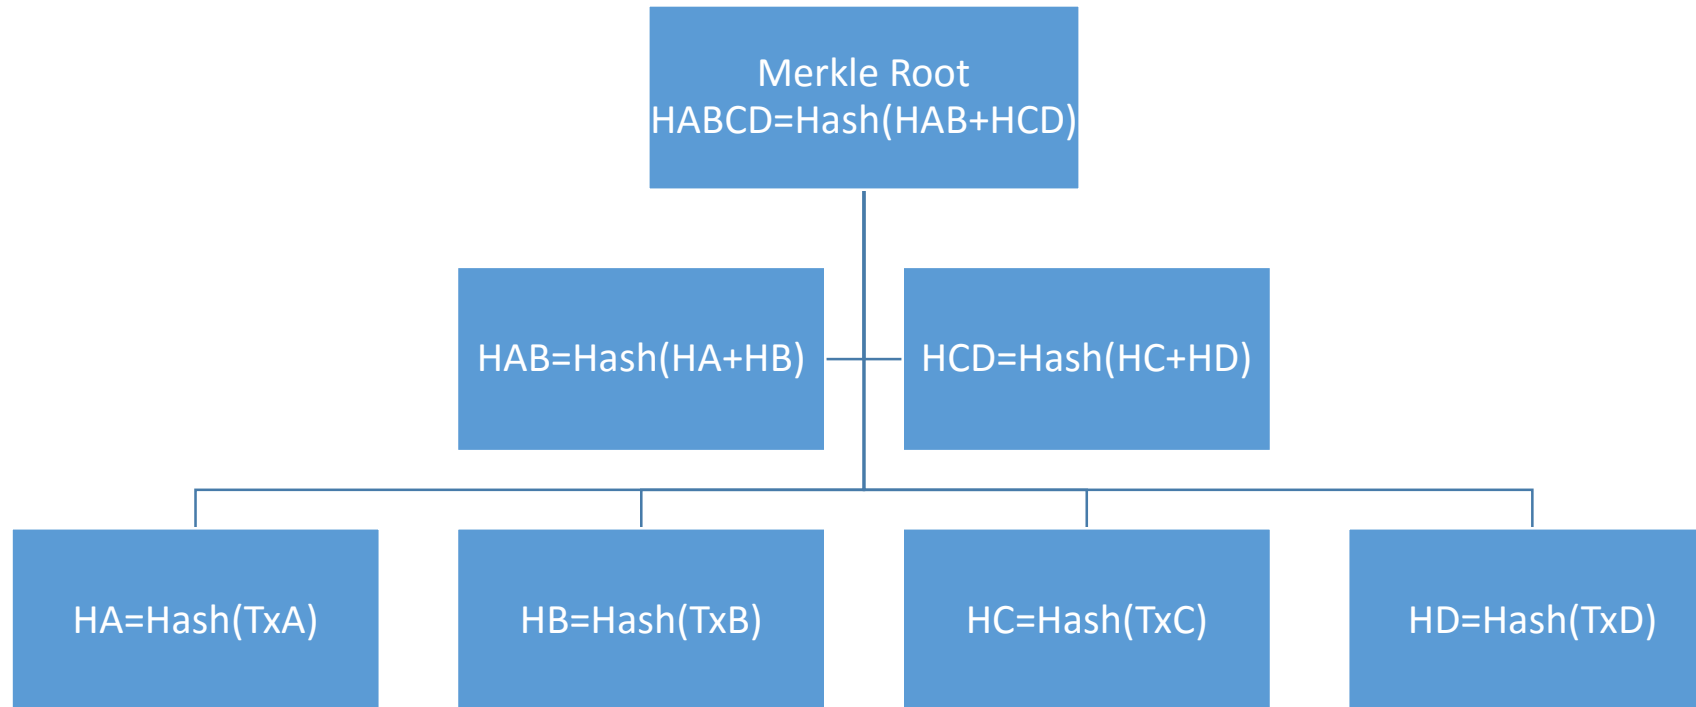 Merkle Root
HABCD=Hash(HAB+HCD)
HAB=Hash(HA+HB)
HCD=Hash(HC+HD)
HA=Hash(TxA)
HB=Hash(TxB)
HC=Hash(TxC)
HD=Hash(TxD)